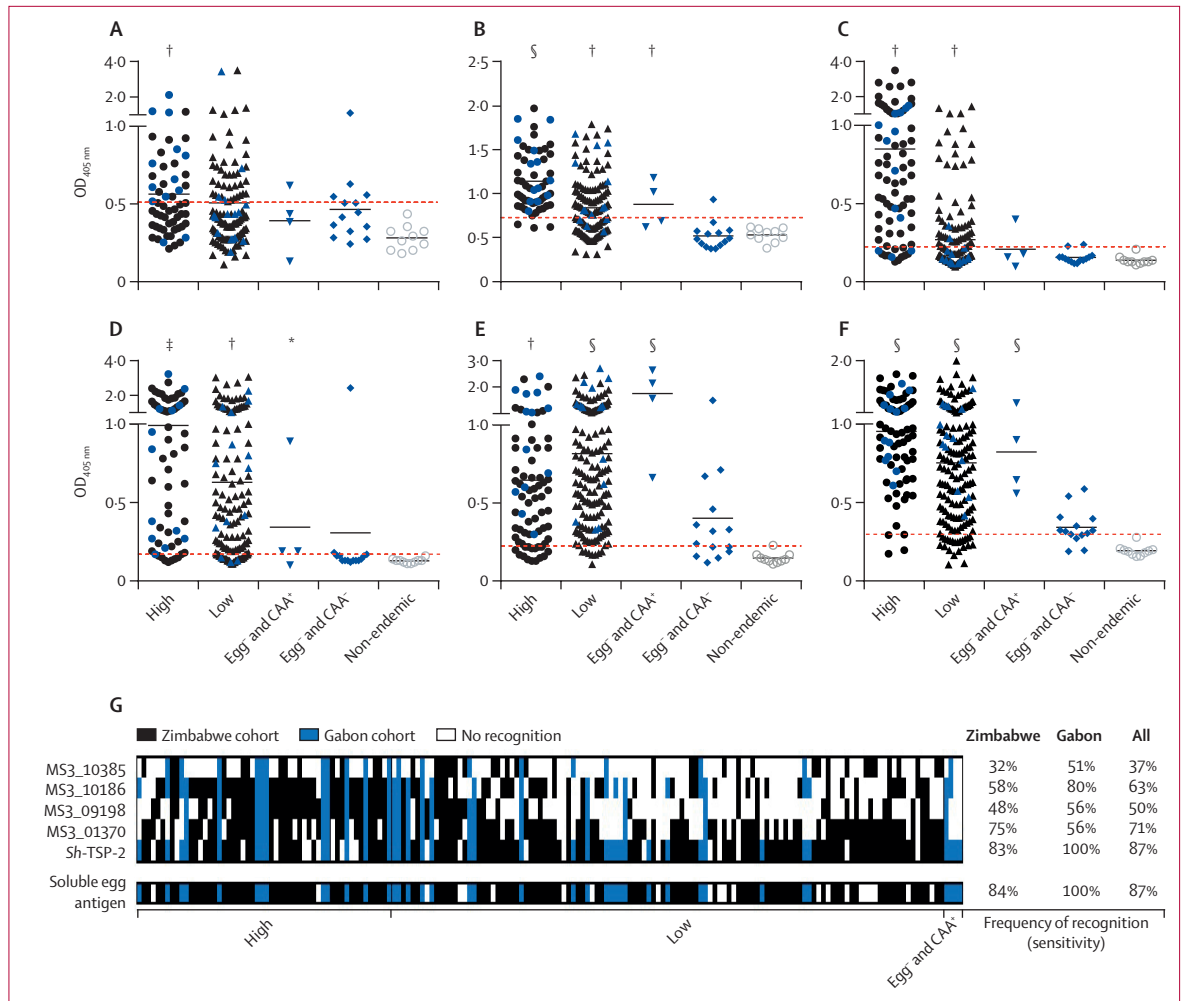 A
B
C
† 
§ † †
† †
4·0
2·0
1·0
0·5
0
OD405 nm
2·5
2·0
1·5
1·0
0·5
0
4·0
2·0
1·0
0·5
0
D
E
F
‡ † *
† § §
§ § §
4·0
2·0
1·0
0·5
0
OD405 nm
3·0
2·0
1·0
1·0
0·5
0
2·0
1·0
0·5
0
High
Low
Egg- and CAA+
Egg- and CAA-
Non-endemic
High
Low
Egg- and CAA+
Egg- and CAA-
Non-endemic
High
Low
Egg- and CAA+
Egg- and CAA-
Non-endemic
G
Zimbabwe cohort Gabon cohort No recognition Zimbabwe Gabon All
MS3_10385 32% 51% 37%
MS3_10186 58% 80% 63%
MS3_09198 48% 56% 50%
MS3_01370 75% 56% 71%
Sh-TSP-2 83% 100% 87%
Soluble egg
antigen 84% 100% 87%
High
Low
Egg- and CAA+
Frequency of recognition
(sensitivity)